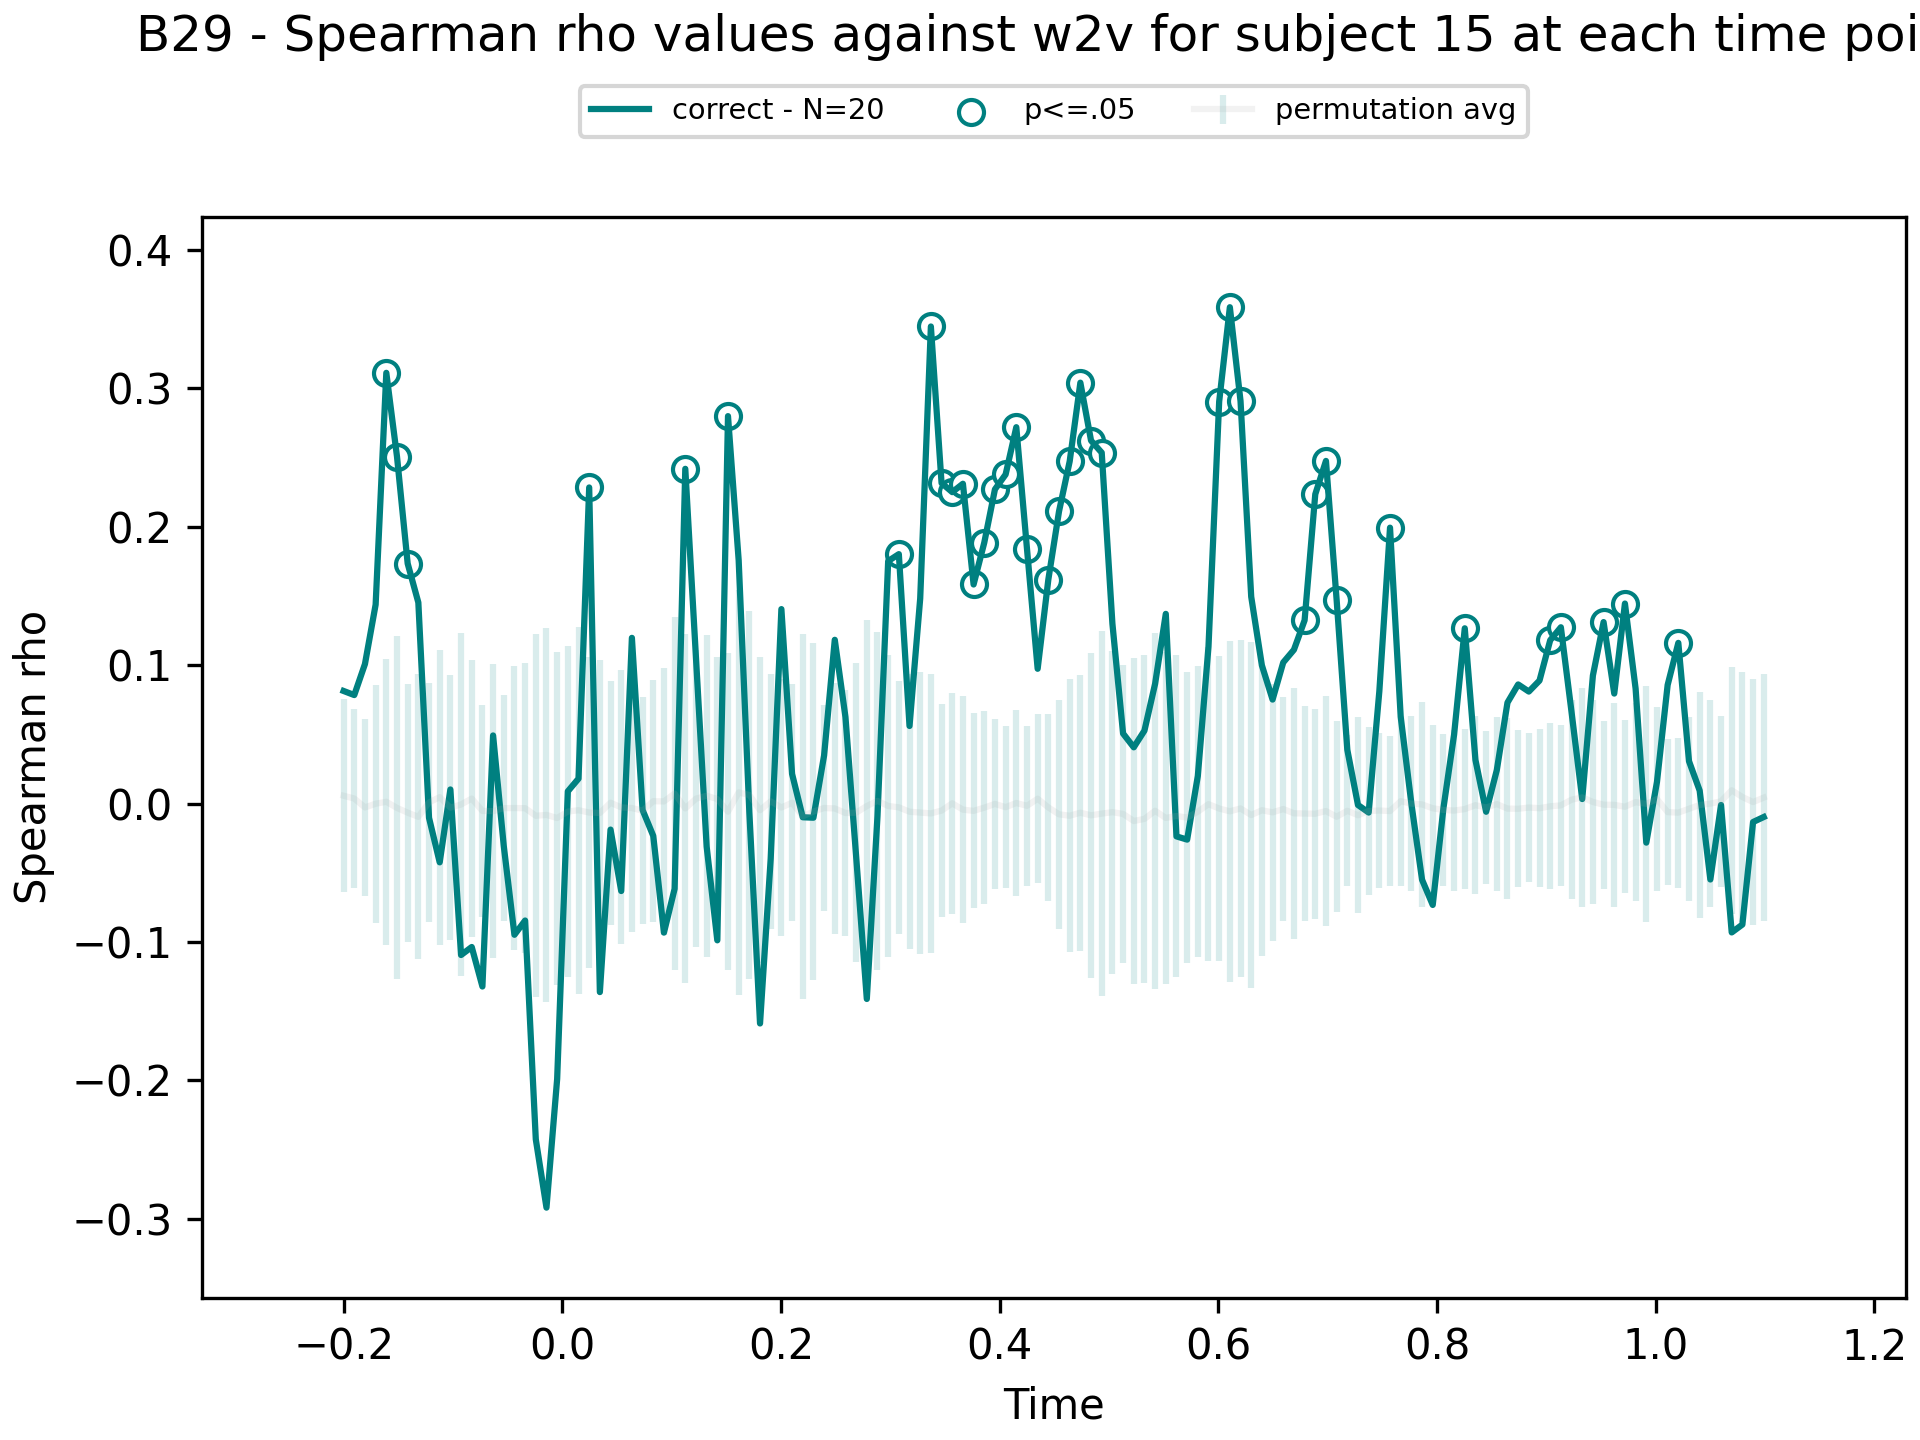 B29 - Spearman rho values against w2v for subject 15 at each time poi
correct - N=20
p<=.05
permutation avg
Spearman rho
0.4
0.3
0.2
0.1
0.0
−0.1
−0.2
−0.3
−0.2 0.0 0.2 0.4 0.6 0.8 1.0 1.2
Time